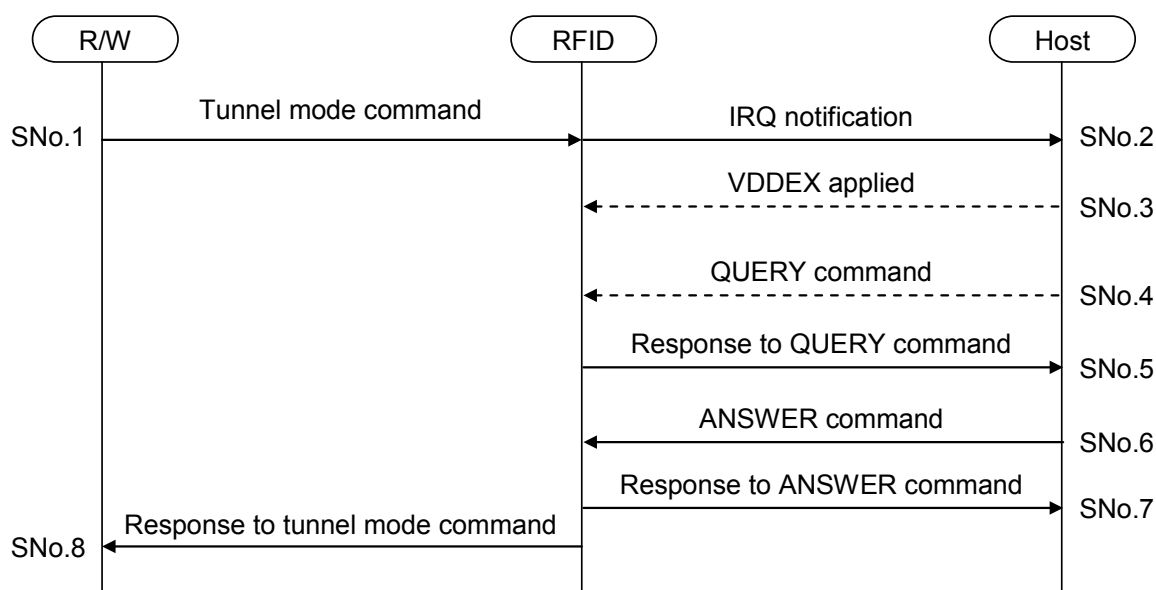 R/W
RFID
Host
Tunnel mode command
IRQ notification
SNo.1
SNo.2
VDDEX applied
SNo.3
QUERY command
SNo.4
Response to QUERY command
SNo.5
ANSWER command
SNo.6
Response to ANSWER command
SNo.7
Response to tunnel mode command
SNo.8